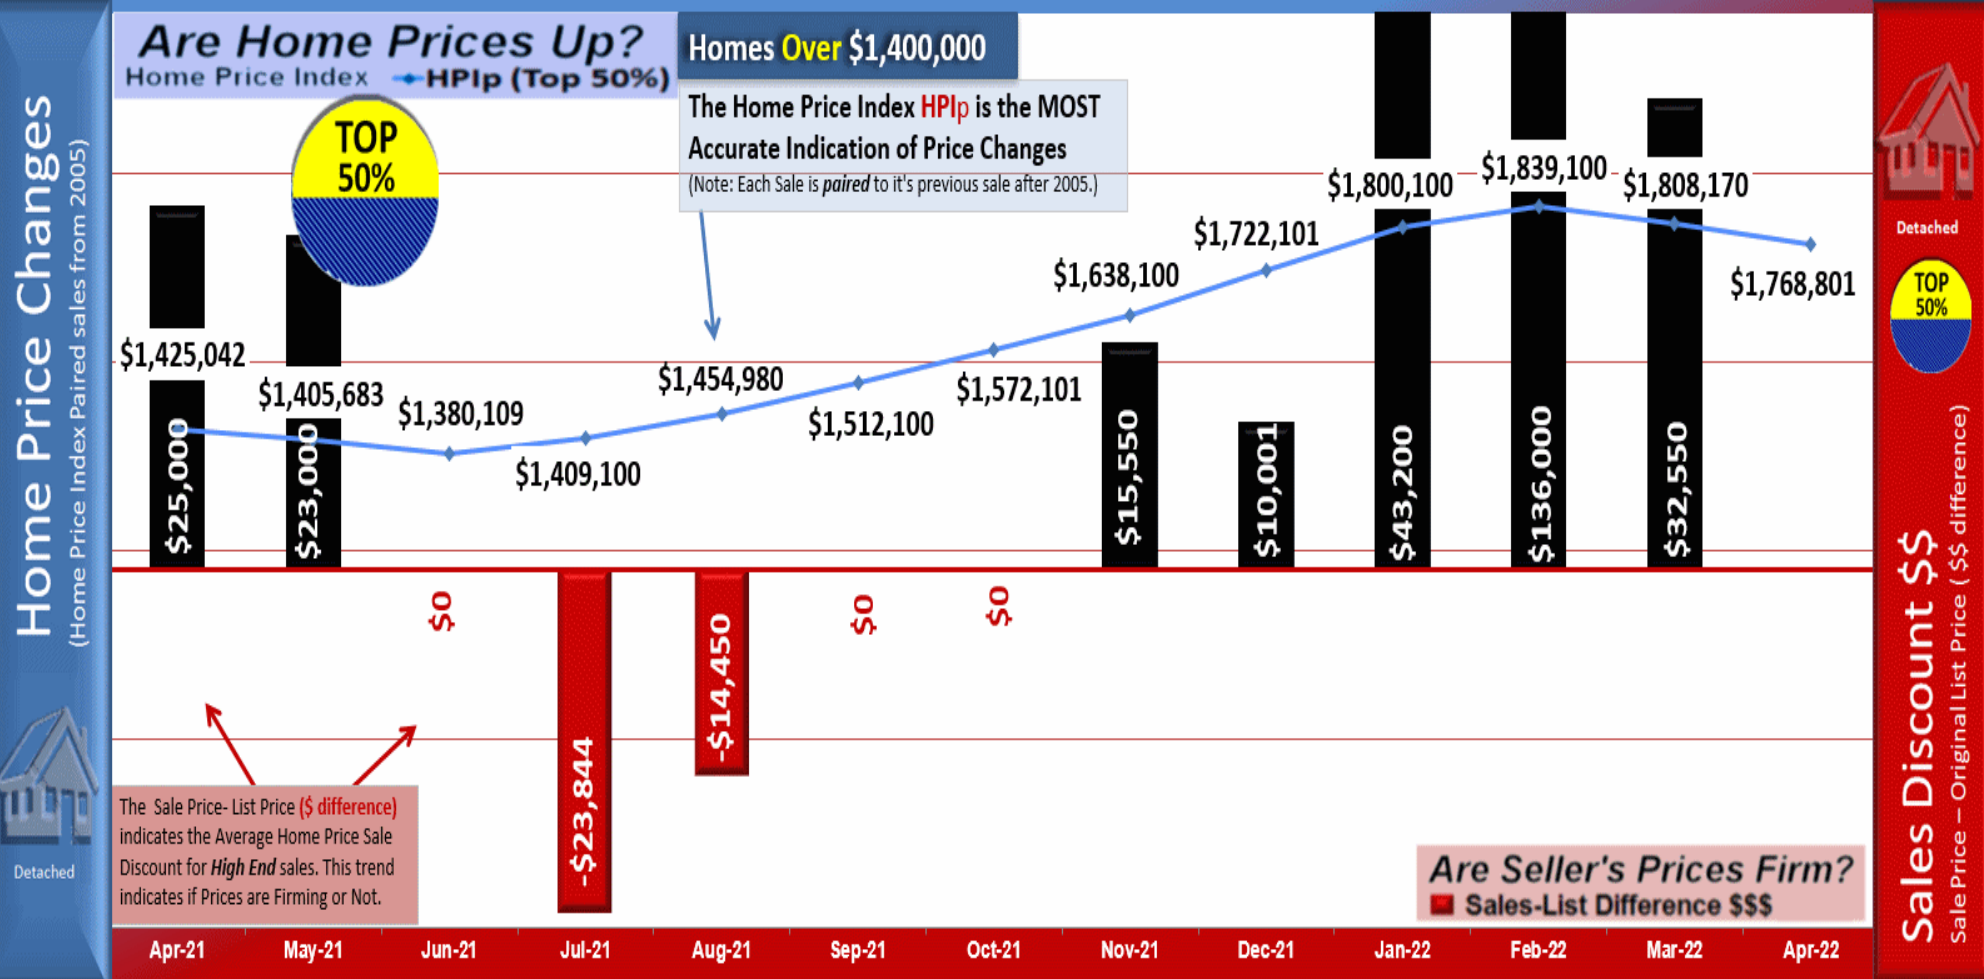 Home Price Changes
(Home Price Index Paired sales from 2005)
Detached
Are Home Prices Up?
Home Price Index HPIp (Top 50%)
TOP
50%
Homes Over $1,400,000
The Home Price Index HPIp is the MOST
Accurate Indication of Price Changes
(Note: Each Sale is paired to it's previous sale after 2005.)
$1,425,042
$1,405,683
$1,380,109
$1,409,100
$1,454,980
$1,512,100
$1,572,101
$1,638,100
$1,722,101
$1,800,100
$1,839,100
$1,808,170
$1,768,801
$25,000
$23,000
$0
-$23,844
-$14,450
$0
$0
$15,550
$10,001
$43,200
$136,000
$32,550
The Sale Price- List Price ($ difference)
indicates the Average Home Price Sale
Discount for High End sales. This trend
indicates if Prices are Firming or Not.
Are Seller's Prices Firm?
Sales-List Difference $$$
Apr-21 May-21 Jun-21 Jul-21 Aug-21 Sep-21 Oct-21 Nov-21 Dec-21 Jan-22 Feb-22 Mar-22 Apr-22
Detached
TOP
50%
Sales Discount $$
Sale Price – Original List Price ( $$ difference)